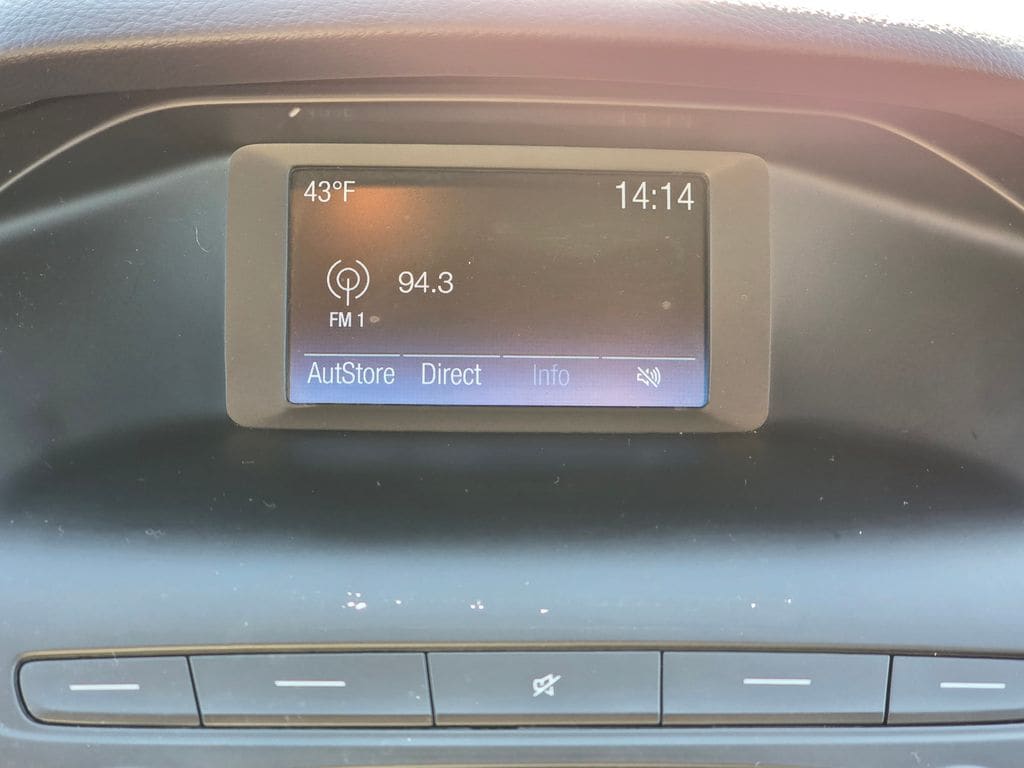 43°F 14:14
94.3
FM 1
AutStore Direct Info